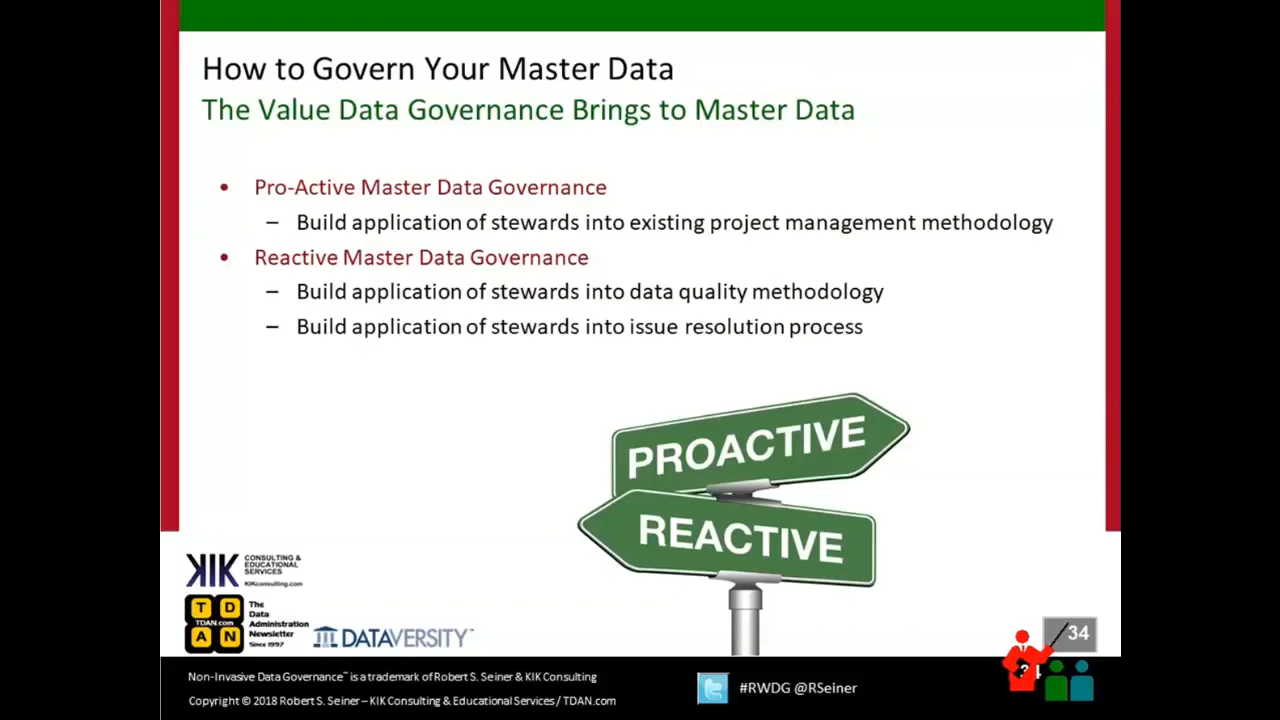 How to Govern Your Master Data
The Value Data Governance Brings to Master Data
• Pro-Active Master Data Governance
– Build application of stewards into existing project management methodology
• Reactive Master Data Governance
– Build application of stewards into data quality methodology
– Build application of stewards into issue resolution process
PROACTIVE
REACTIVE
KIK
CONSULTING &
EDUCATIONAL
SERVICES
KIKconsulting.com
T D
TDAN.com
A N
The
Data
Administration
Newsletter
Since 1997
DATAVERSITY™
34
Non-Invasive Data Governance™ is a trademark of Robert S. Seiner & KIK Consulting
Copyright © 2018 Robert S. Seiner – KIK Consulting & Educational Services / TDAN.com
#RWDG @RSeiner